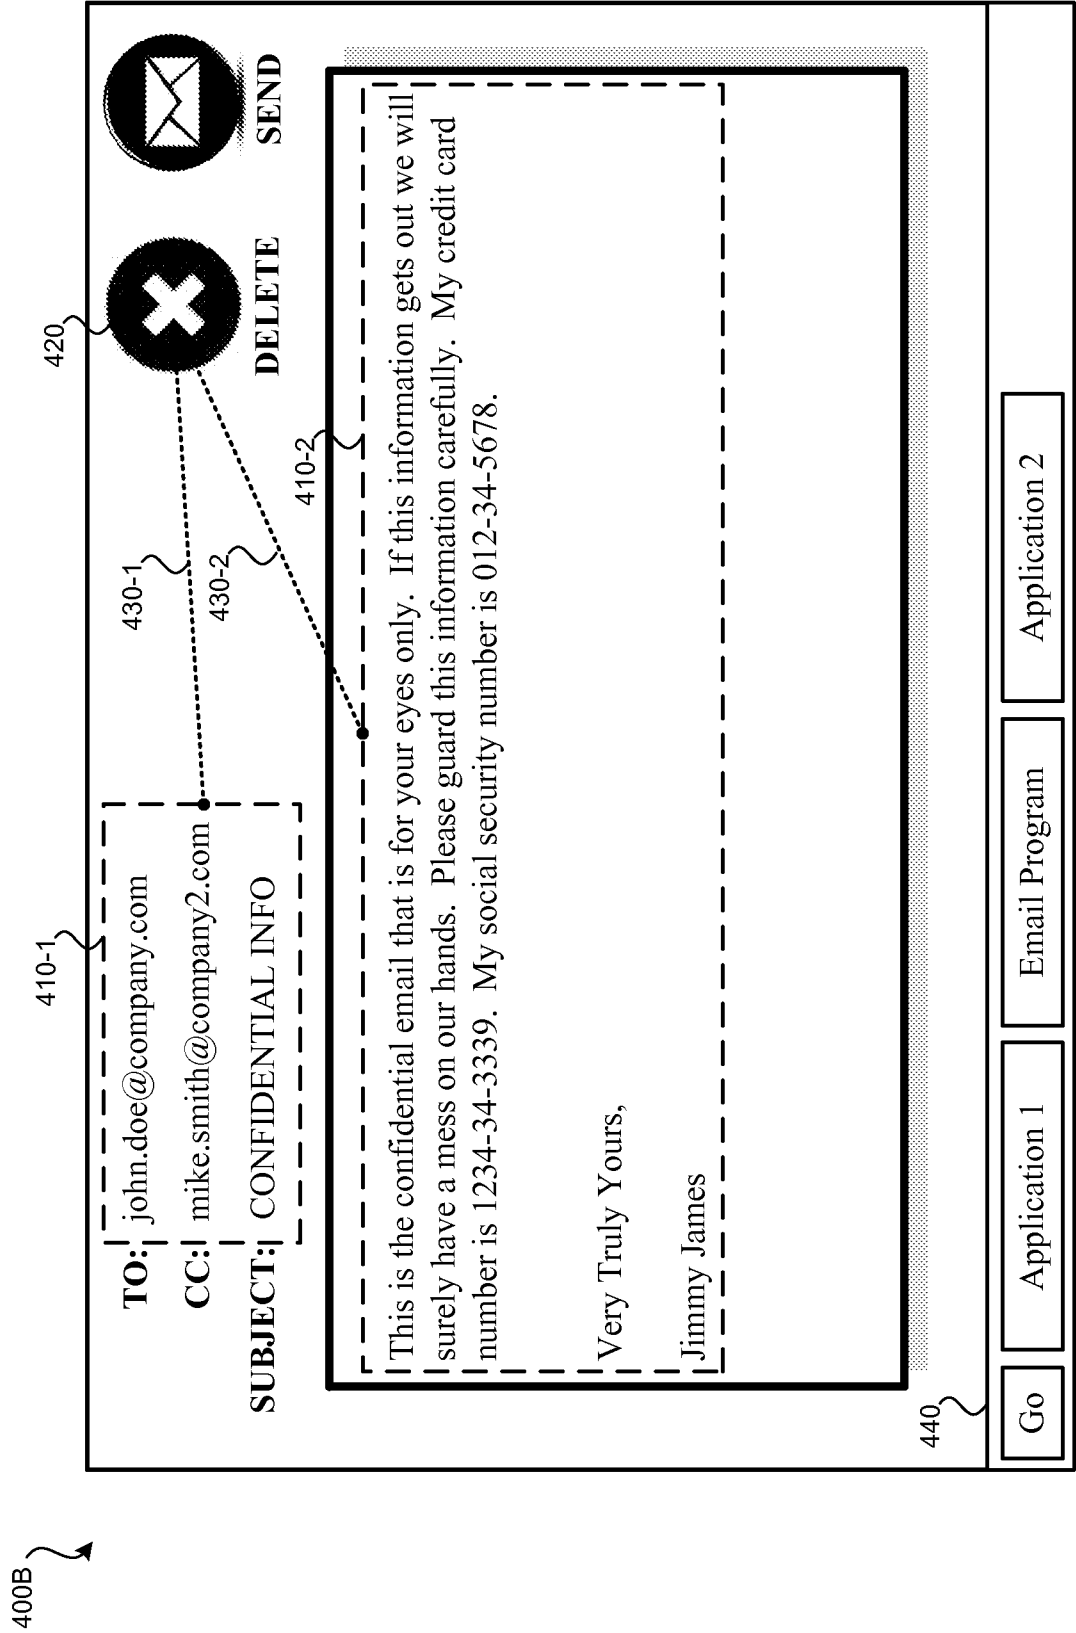 400B
410-1
420
TO: john.doe@company.com
CC: mike.smith@company2.com
SUBJECT: CONFIDENTIAL INFO
430-1
430-2
DELETE
SEND
410-2
This is the confidential email that is for your eyes only.  If this information gets out we will
surely have a mess on our hands.  Please guard this information carefully.  My credit card
number is 1234-34-3339.  My social security number is 012-34-5678.
Very Truly Yours,
Jimmy James
440
Go
Application 1
Email Program
Application 2